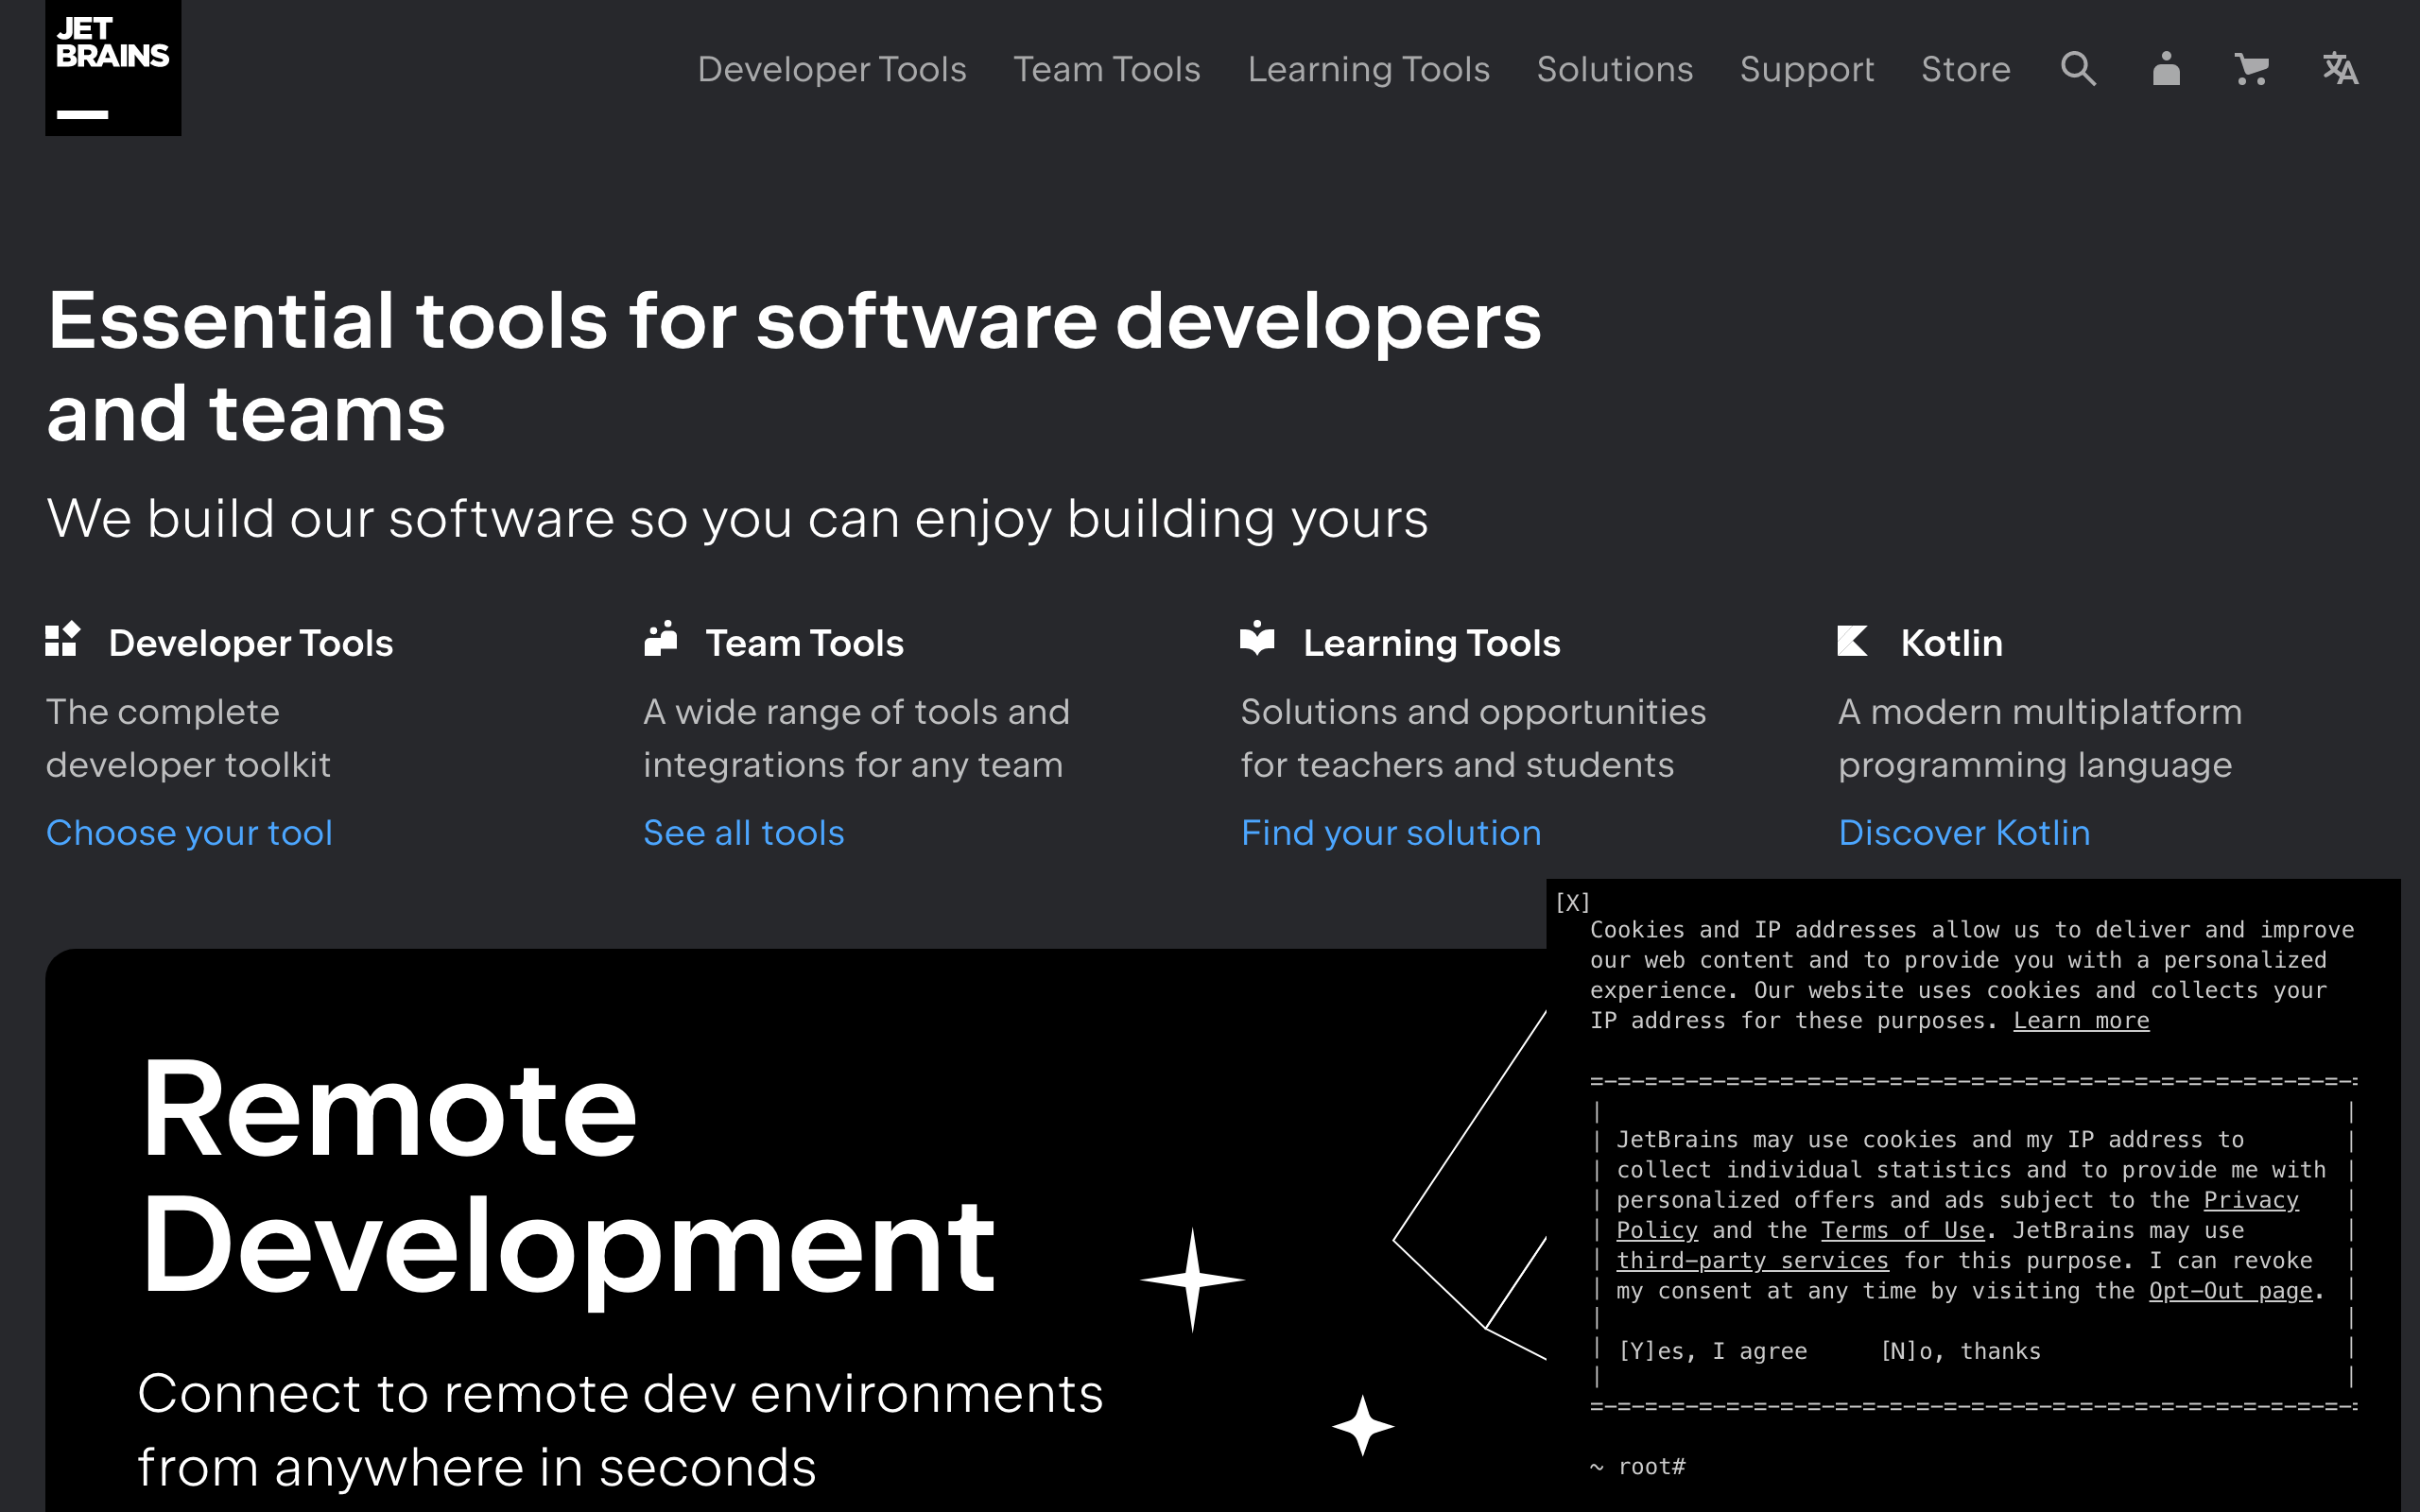 JET
BRAINS
Developer Tools
Team Tools
Learning Tools
Solutions
Support
Store
Essential tools for software developers
and teams
We build our software so you can enjoy building yours
Developer Tools
The complete
developer toolkit
Choose your tool
Team Tools
A wide range of tools and
integrations for any team
See all tools
Learning Tools
Solutions and opportunities
for teachers and students
Find your solution
Kotlin
A modern multiplatform
programming language
Discover Kotlin
Remote
Development
Connect to remote dev environments
from anywhere in seconds
[X]
Cookies and IP addresses allow us to deliver and improve
our web content and to provide you with a personalized
experience. Our website uses cookies and collects your
IP address for these purposes. Learn more
JetBrains may use cookies and my IP address to
collect individual statistics and to provide me with
personalized offers and ads subject to the Privacy
Policy and the Terms of Use. JetBrains may use
third-party services for this purpose. I can revoke
my consent at any time by visiting the Opt-Out page.
[Y]es, I agree [N]o, thanks
~ root#